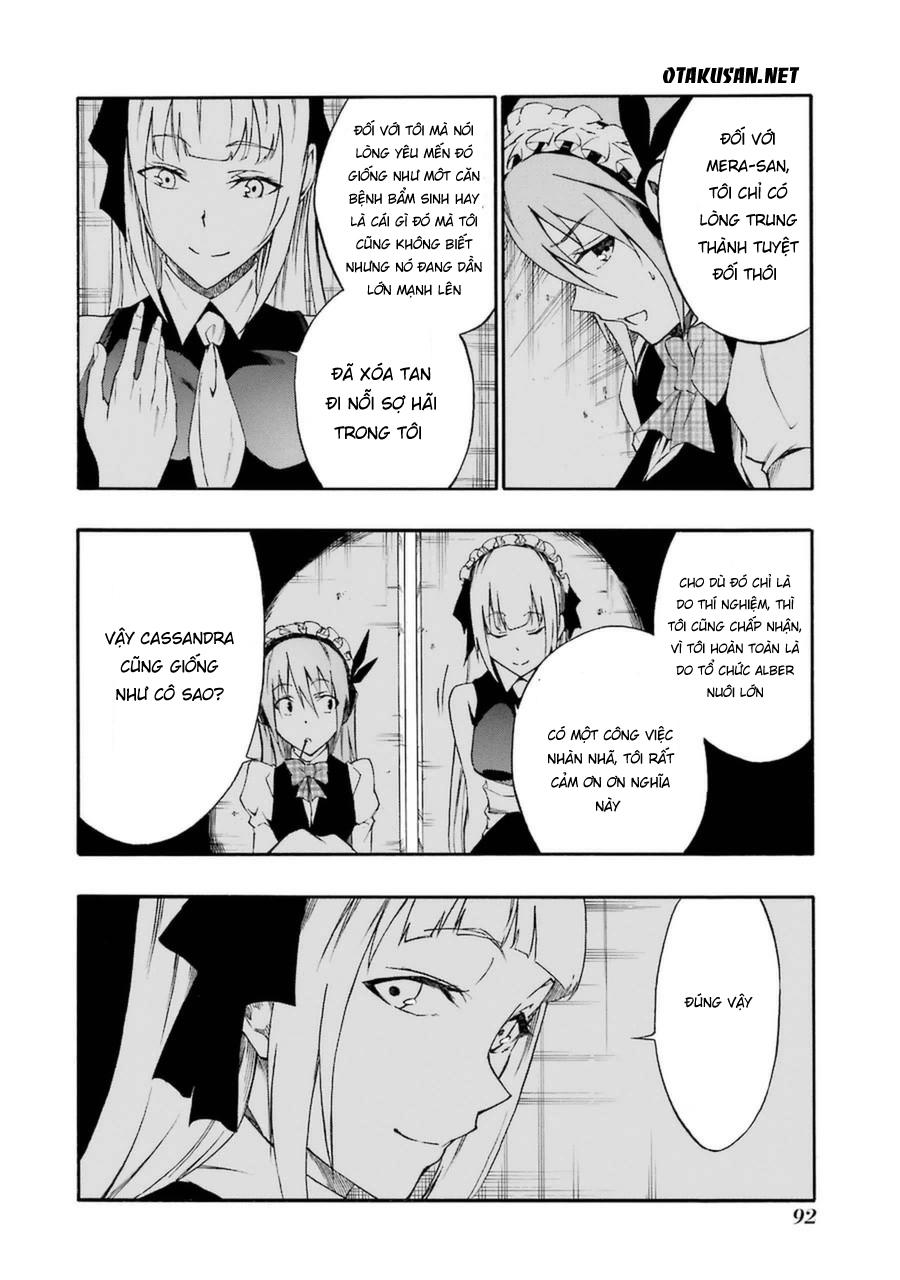 OTAKUSAN.NET
ĐỐI VỚI
MERA-SAN,
TÔI CHỈ CÓ
LÒNG TRUNG
THÀNH TUYỆT
ĐỐI THÔI
ĐỐI VỚI TÔI MÀ NÓI
LÒNG YÊU MẾN ĐÓ
GIỐNG NHƯ MỘT CĂN
BỆNH BẨM SINH HAY
LÀ CÁI GÌ ĐÓ MÀ TÔI
CŨNG KHÔNG BIẾT
NHƯNG NÓ ĐANG DẦN
LỚN MẠNH LÊN
ĐÃ XÓA TAN
ĐI NỖI SỢ HÃI
TRONG TÔI
CHO DÙ ĐÓ CHỈ LÀ
DO THÍ NGHIỆM, THÌ
TÔI CŨNG CHẤP NHẬN,
VÌ TỚI HOÀN TOÀN LÀ
DO TỔ CHỨC ALBER
NUÔI LỚN
CÓ MỘT CÔNG VIỆC
NHÀN NHÃ, TÔI RẤT
CẢM ƠN ƠN NGHĨA
NÀY
VẬY CASSANDRA
CŨNG GIỐNG
NHƯ CÔ SAO?
ĐÚNG VẬY
92